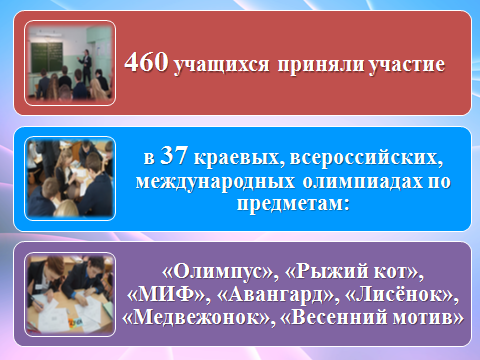 460 учащихся приняли участие
в 37 краевых, всероссийских,
международных олимпиадах по
предметам:
«Олимпус», «Рыжий кот»,
«МИФ», «Авангард», «Лисёнок»,
«Медвежонок», «Весенний мотив»